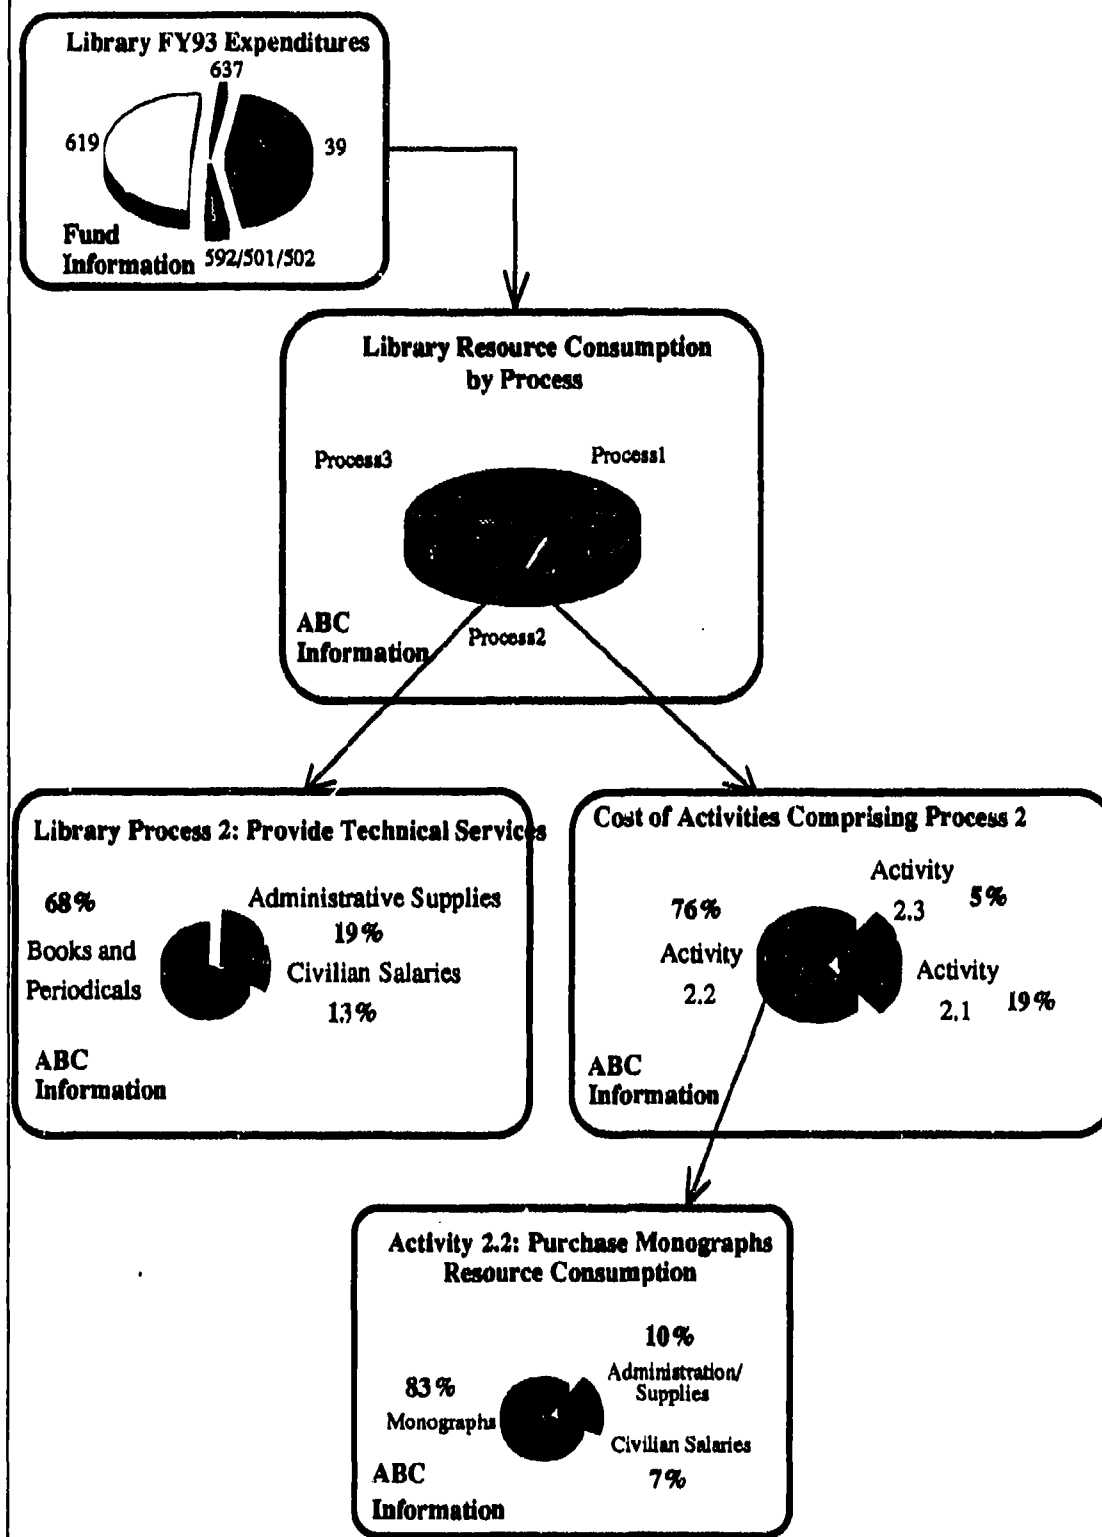 Library FY93 Expenditures
637
619
39
Fund
Information
592/501/502
Library Resource Consumption
by Process
Process3
Process1
Process2
ABC
Information
Library Process 2: Provide Technical Services
68%
Books and
Periodicals
Administrative Supplies
19%
Civilian Salaries
13%
ABC
Information
Cost of Activities Comprising Process 2
76%
Activity
2.2
Activity
2.3
5%
Activity
2.1
19%
ABC
Information
Activity 2.2: Purchase Monographs
Resource Consumption
83%
Monographs
10%
Administration/
Supplies
Civilian Salaries
7%
ABC
Information